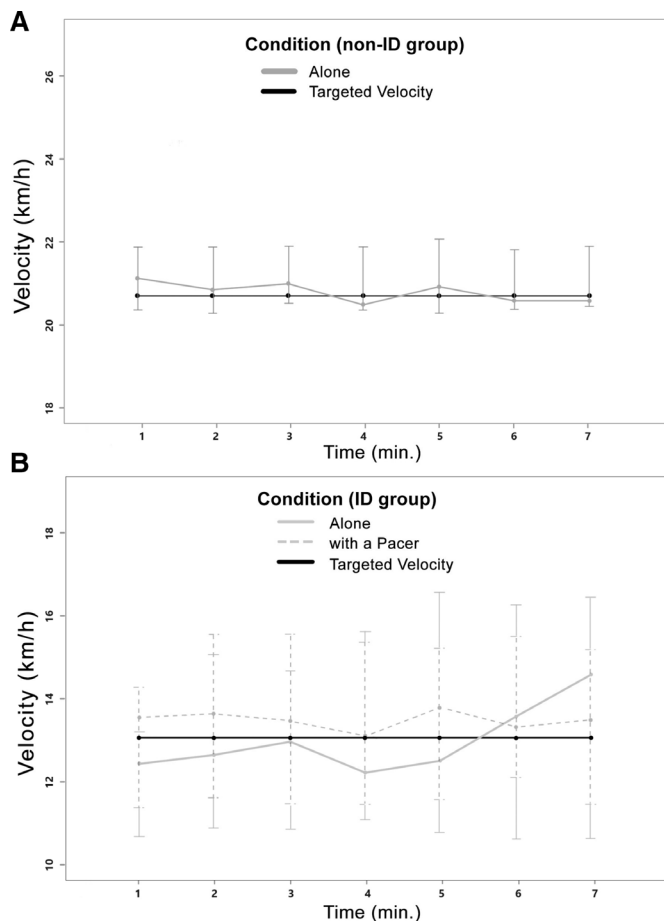 A
Condition (non-ID group)
Alone
Targeted Velocity
Velocity (km/h)
26
24
22
20
18
1 2 3 4 5 6 7
Time (min.)
B
Condition (ID group)
Alone
with a Pacer
Targeted Velocity
Velocity (km/h)
18
16
14
12
10
1 2 3 4 5 6 7
Time (min.)